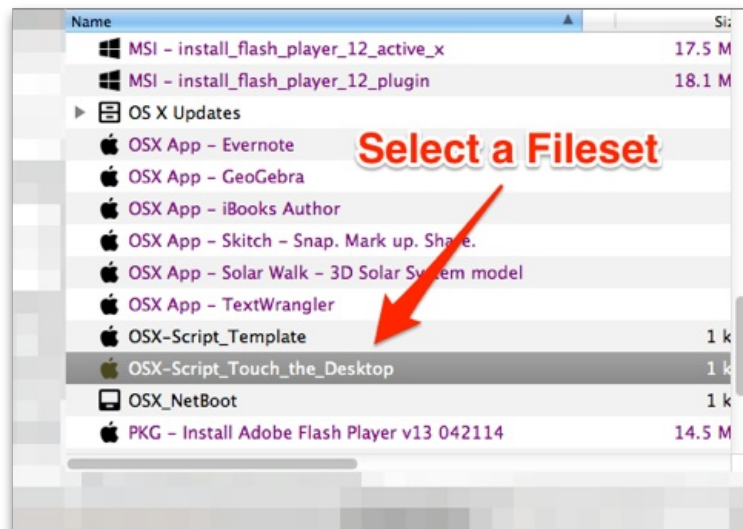 Name Siz
MSI – install_flash_player_12_active_x 17.5 M
MSI – install_flash_player_12_plugin 18.1 M
OS X Updates
OSX App – Evernote
Select a Fileset
OSX App – GeoGebra
OSX App – iBooks Author
OSX App – Skitch – Snap. Mark up. Share.
OSX App – Solar Walk – 3D Solar System model
OSX App – TextWrangler
OSX-Script_Template 1 k
OSX-Script_Touch_the_Desktop 1 k
OSX_NetBoot 1 k
PKG – Install Adobe Flash Player v13 042114 14.5 M